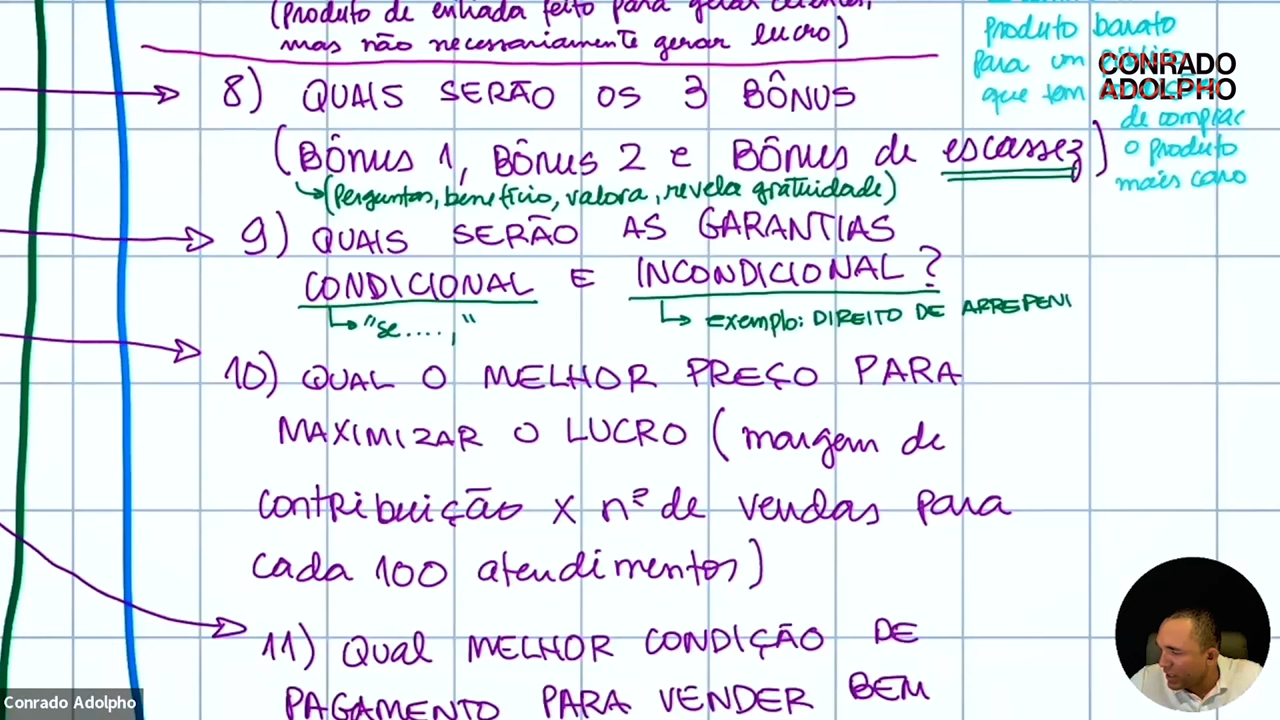 (produto de entrada feito para gerar clientes,
mas não necessariamente gerar lucro)
produto barato
para um público
que tem condição
de comprar
o produto
mais caro
CONRADO
ADOLPHO
8) QUAIS SERÃO OS 3 BÔNUS
(BÔNUS 1, BÔNUS 2 e BÔNUS de escassez)
(perguntas, benefício, valora, revela gratuidade)
9) QUAIS SERÃO AS GARANTIAS
CONDICIONAL E INCONDICIONAL?
"se....,"
exemplo: DIREITO DE ARREPENI
10) QUAL O MELHOR PREÇO PARA
MAXIMIZAR O LUCRO (margem de
contribuição x nº de vendas para
cada 100 atendimentos)
11) QUAL MELHOR CONDIÇÃO DE
PAGAMENTO PARA VENDER BEM
Conrado Adolpho